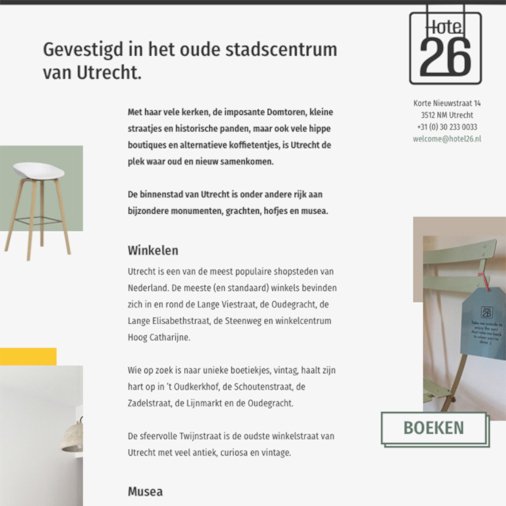 Gevestigd in het oude stadscentrum
van Utrecht.
Hotel
26
Korte Nieuwstraat 14
3512 NM Utrecht
+31 (0) 30 233 0033
welcome@hotel26.nl
Met haar vele kerken, de imposante Domtoren, kleine
straatjes en historische panden, maar ook vele hippe
boutiques en alternatieve koffietentjes, is Utrecht de
plek waar oud en nieuw samenkomen.
De binnenstad van Utrecht is onder andere rijk aan
bijzondere monumenten, grachten, hofjes en musea.
Winkelen
Utrecht is een van de meest populaire shopsteden van
Nederland. De meeste (en standaard) winkels bevinden
zich in en rond de Lange Viestraat, de Oudegracht, de
Lange Elisabethstraat, de Steenweg en winkelcentrum
Hoog Catharijne.
Wie op zoek is naar unieke boetiekjes, vintag, haalt zijn
hart op in 't Oudkerkhof, de Schoutenstraat, de
Zadelstraat, de Lijnmarkt en de Oudegracht.
De sfeervolle Twijnstraat is de oudste winkelstraat van
Utrecht met veel antiek, curiosa en vintage.
Musea
26
BOEKEN